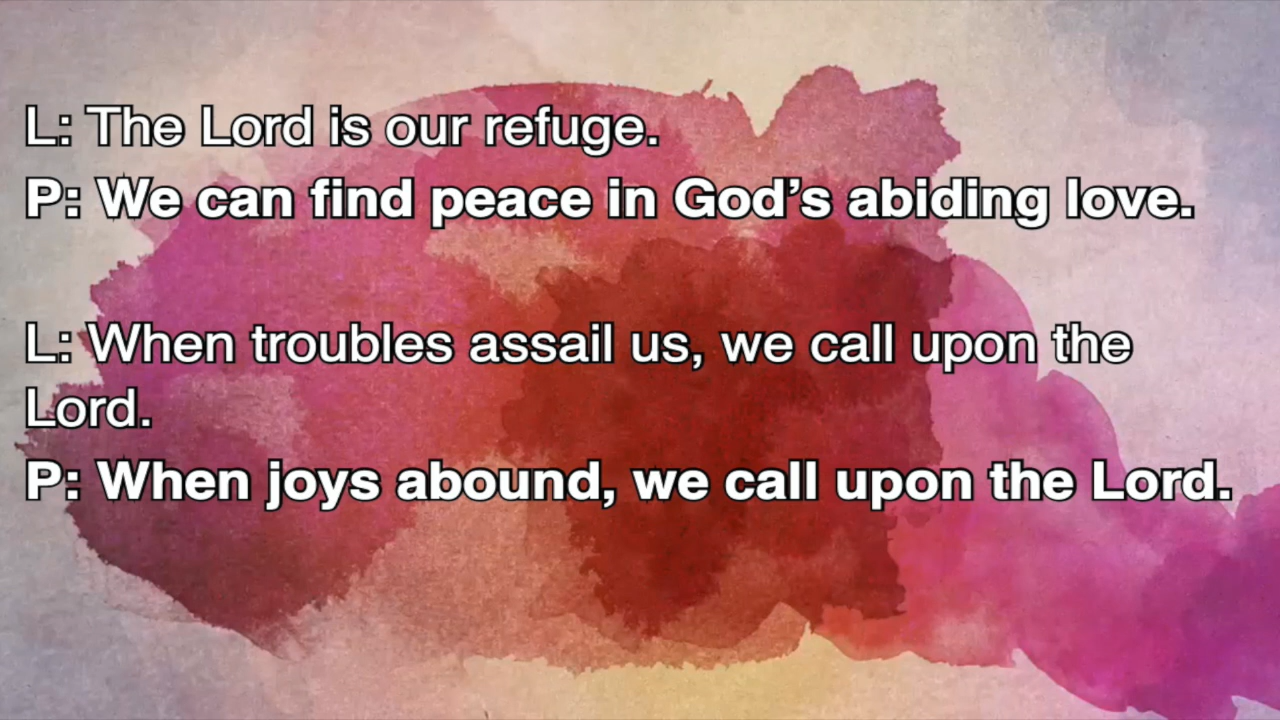 L: The Lord is our refuge.
P: We can find peace in God’s abiding love.
L: When troubles assail us, we call upon the
Lord.
P: When joys abound, we call upon the Lord.